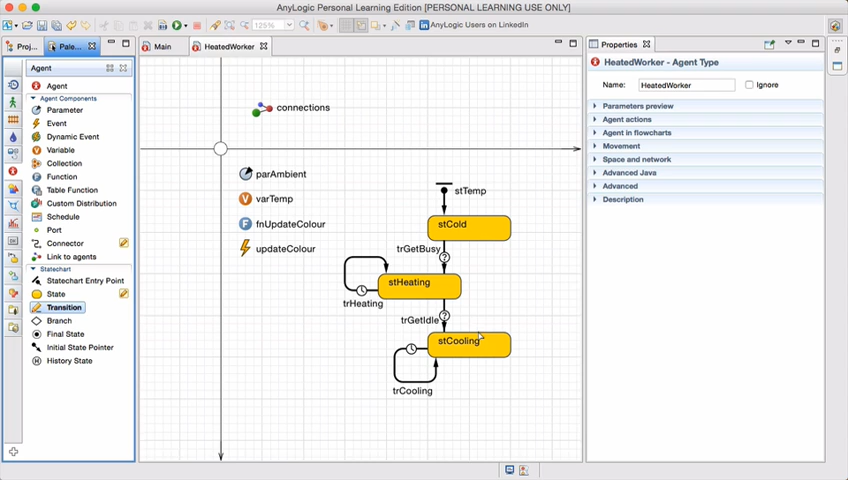 AnyLogic Personal Learning Edition [PERSONAL LEARNING USE ONLY]
125%
AnyLogic Users on LinkedIn
Proj...
Pale...
Main
HeatedWorker
Properties
Agent
Agent
Agent Components
Parameter
Event
Dynamic Event
Variable
Collection
Function
Table Function
Custom Distribution
Schedule
Port
Connector
Link to agents
Statechart
Statechart Entry Point
State
Transition
Branch
Final State
Initial State Pointer
History State
connections
parAmbient
varTemp
fnUpdateColour
updateColour
stTemp
stCold
trGetBusy
stHeating
trHeating
trGetIdle
stCooling
trCooling
HeatedWorker - Agent Type
Name:
HeatedWorker
Ignore
Parameters preview
Agent actions
Agent in flowcharts
Movement
Space and network
Advanced Java
Advanced
Description